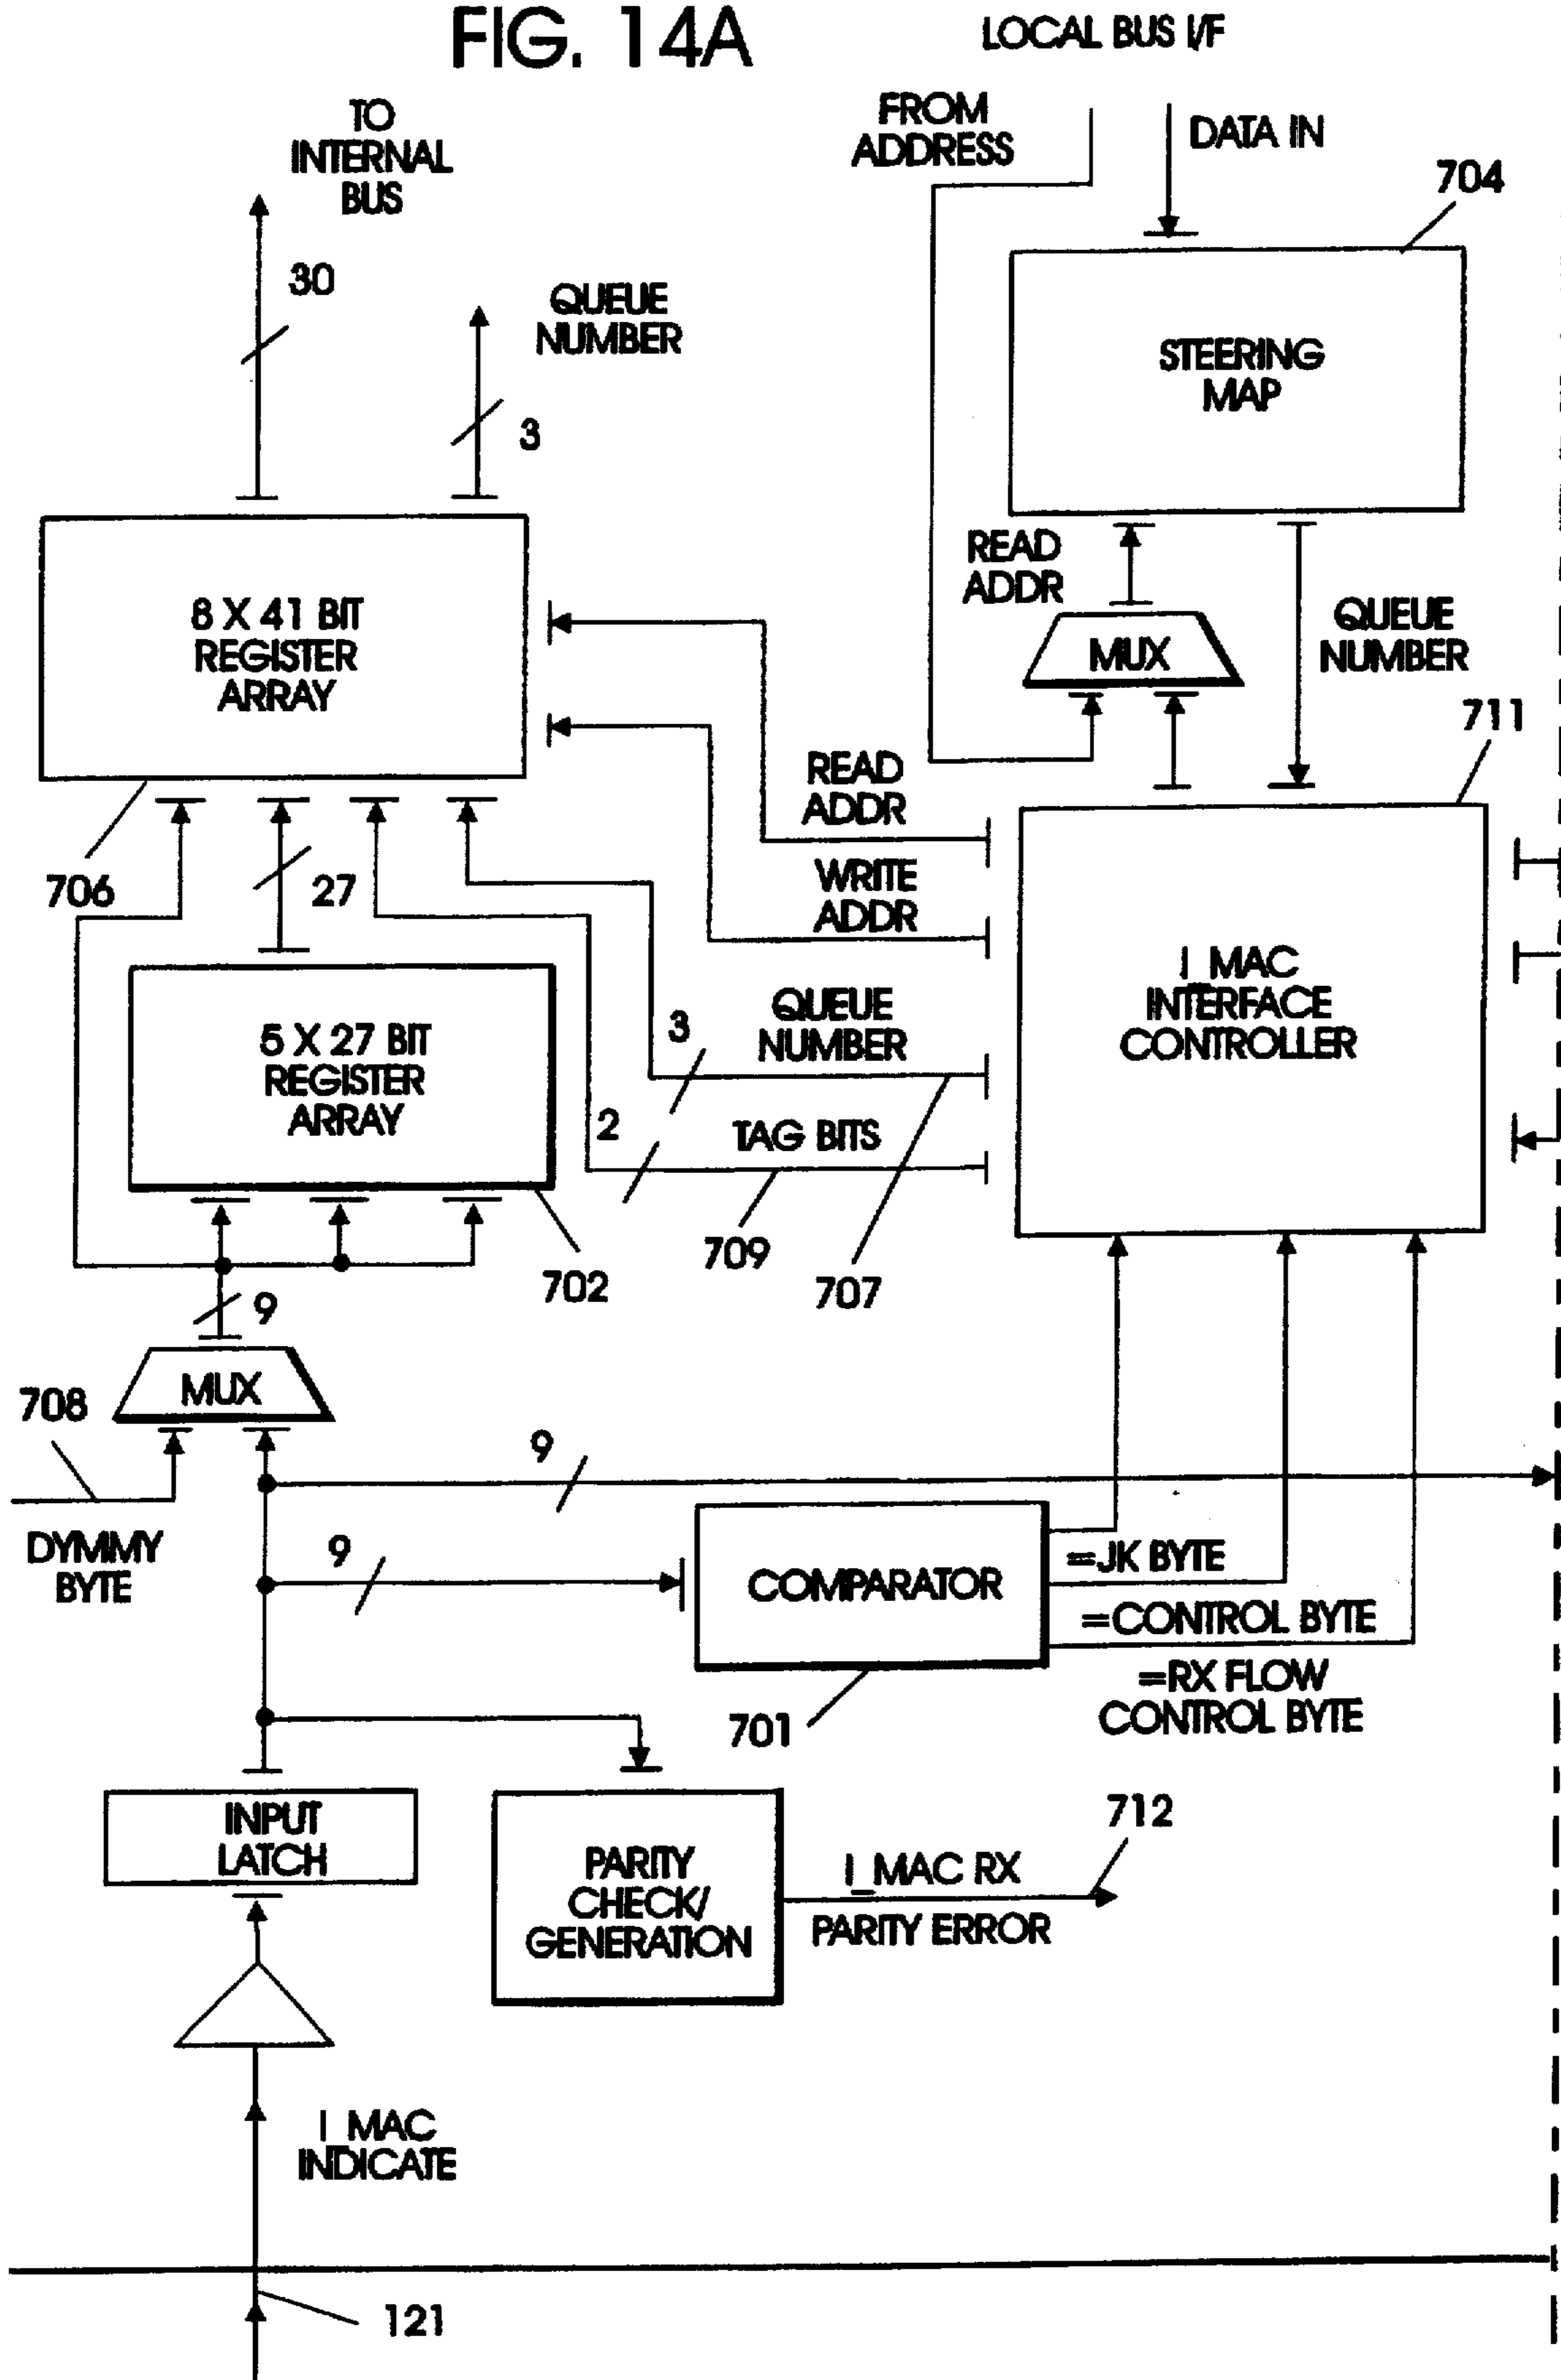 FIG. 14A
LOCAL BUS I/F
TO
INTERNAL
BUS
FROM
ADDRESS
DATA IN
704
30
QUEUE
NUMBER
3
STEERING
MAP
READ
ADDR
MUX
QUEUE
NUMBER
8 X 41 BIT
REGISTER
ARRAY
711
READ
ADDR
706
27
WRITE
ADDR
I_MAC
INTERFACE
CONTROLLER
5 X 27 BIT
REGISTER
ARRAY
3
QUEUE
NUMBER
2
TAG BITS
702
709
707
9
MUX
708
9
DYMMY
BYTE
9
COMPARATOR
=JK BYTE
=CONTROL BYTE
=RX FLOW
CONTROL BYTE
701
INPUT
LATCH
PARITY
CHECK/
GENERATION
I_MAC RX
PARITY ERROR
712
I_MAC
INDICATE
121